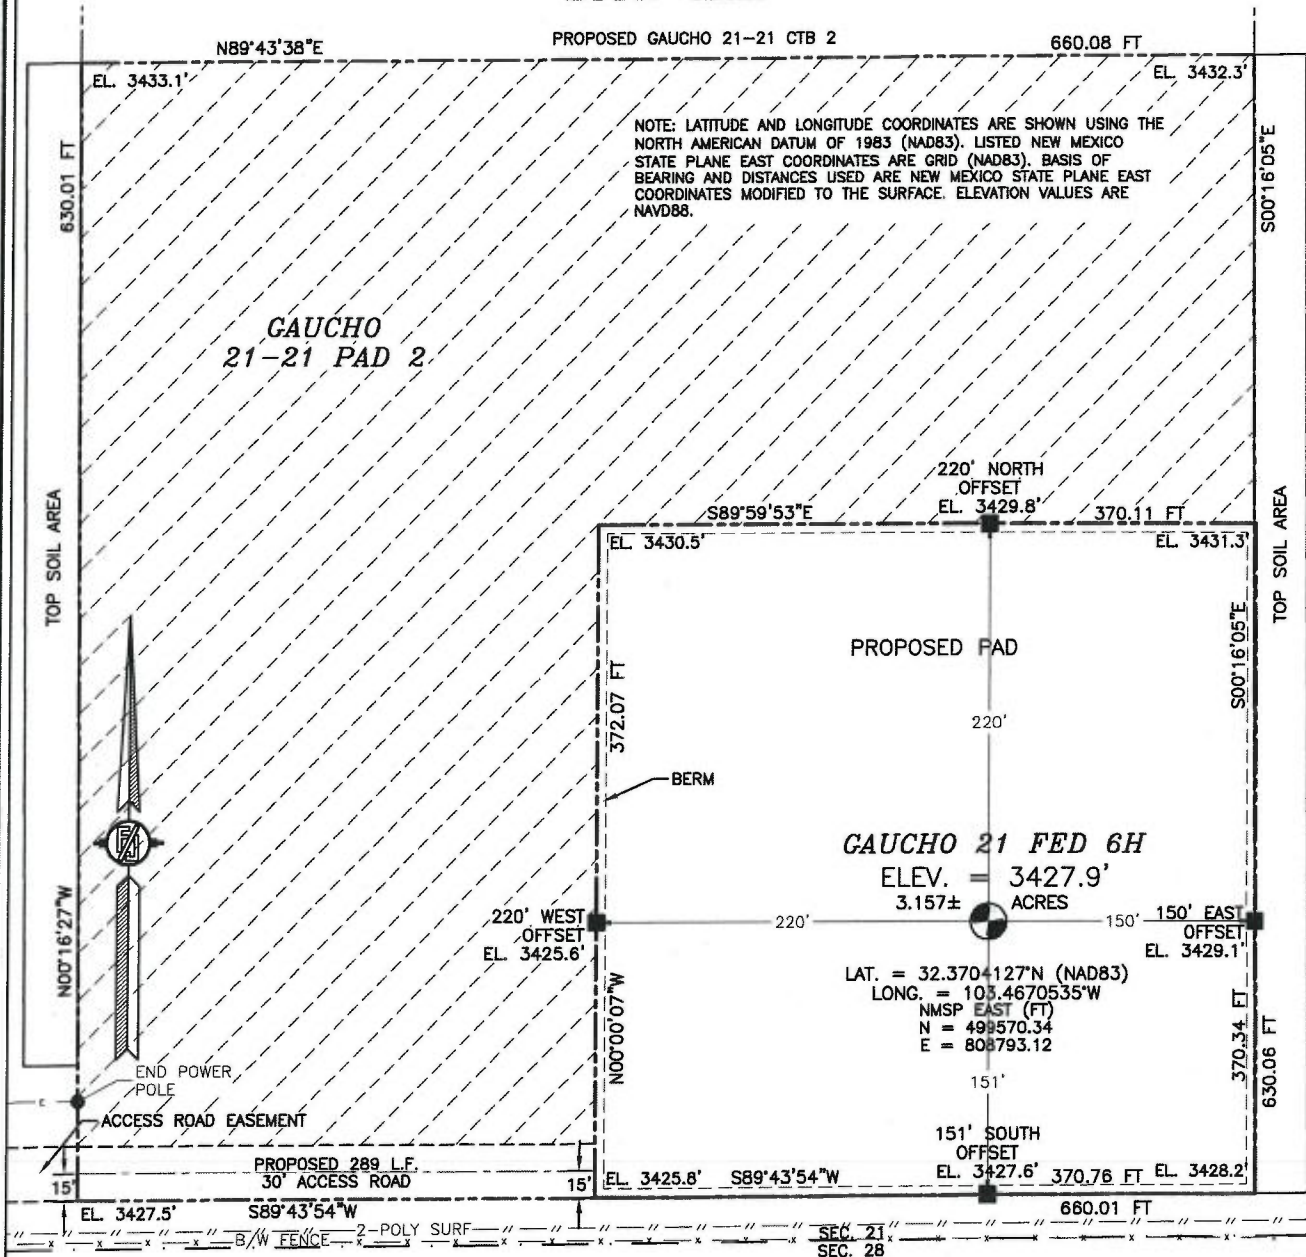 N89°43'38"E
PROPOSED GAUCHO 21-21 CTB 2
660.08 FT
EL. 3433.1'
EL. 3432.3'
630.01 FT
S00°16'05"E
NOTE: LATITUDE AND LONGITUDE COORDINATES ARE SHOWN USING THE
NORTH AMERICAN DATUM OF 1983 (NAD83). LISTED NEW MEXICO
STATE PLANE EAST COORDINATES ARE GRID (NAD83). BASIS OF
BEARING AND DISTANCES USED ARE NEW MEXICO STATE PLANE EAST
COORDINATES MODIFIED TO THE SURFACE. ELEVATION VALUES ARE
NAVD88.
GAUCHO
21-21 PAD 2
TOP SOIL AREA
220' NORTH
OFFSET
EL. 3429.8'
S89°59'53"E
370.11 FT
TOP SOIL AREA
EL. 3430.5'
EL. 3431.3'
PROPOSED PAD
S00°16'05"E
372.07 FT
220'
BERM
GAUCHO 21 FED 6H
ELEV. = 3427.9'
3.157± ACRES
N00°16'27"W
220' WEST
OFFSET
EL. 3425.6'
220'
150'
150' EAST
OFFSET
EL. 3429.1'
LAT. = 32.3704127°N (NAD83)
LONG. = 103.4670535°W
NMSP EAST (FT)
N = 499570.34
E = 808793.12
N00°00'07"W
370.34 FT
630.06 FT
END POWER
POLE
E
151'
ACCESS ROAD EASEMENT
151' SOUTH
OFFSET
EL. 3427.6'
PROPOSED 289 L.F.
30' ACCESS ROAD
15'
15'
EL. 3425.8'
S89°43'54"W
370.76 FT
EL. 3428.2'
EL. 3427.5'
S89°43'54"W
660.01 FT
2-POLY SURF
B/W FENCE
SEC. 21
SEC. 28